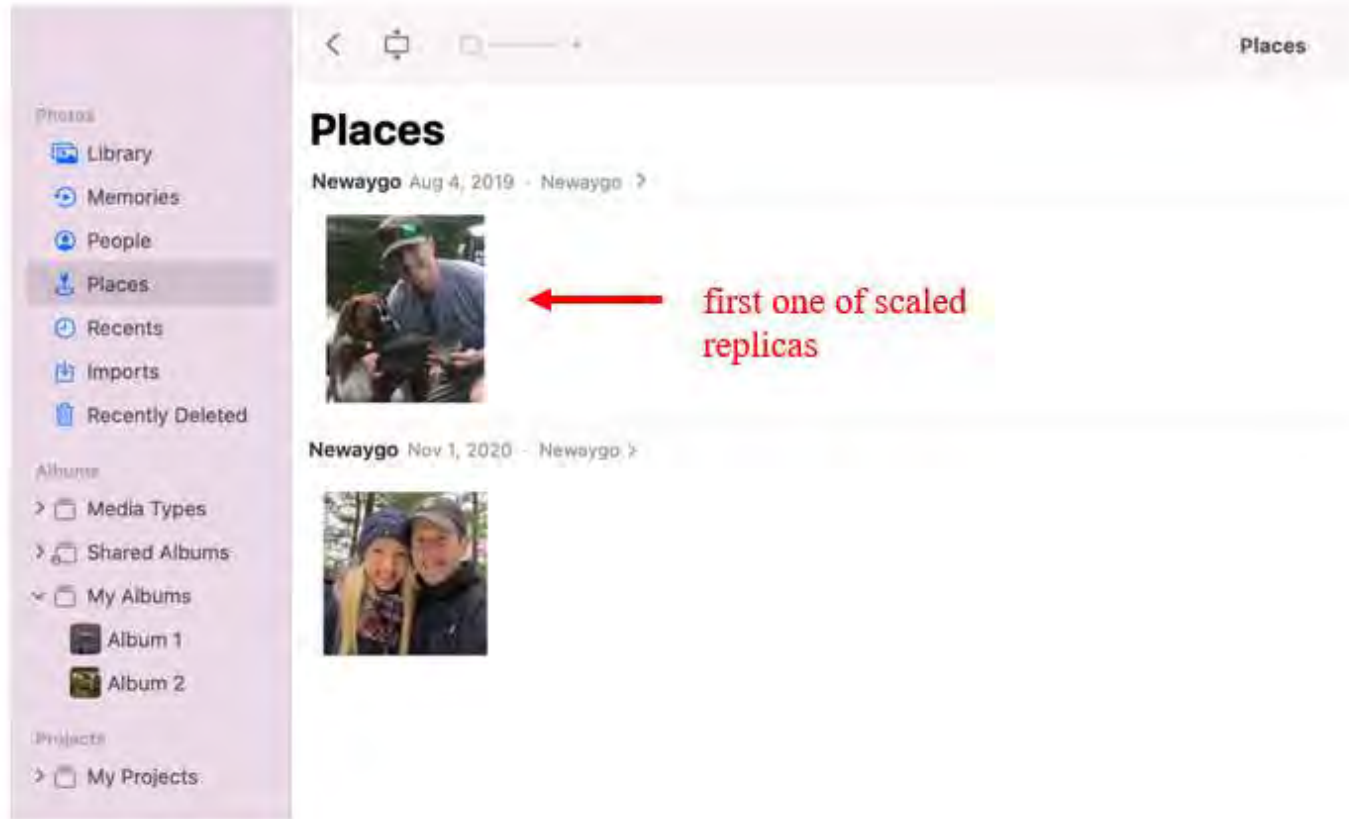 Places
Photos
Library
Memories
People
Places
Recents
Imports
Recently Deleted
Albums
Media Types
Shared Albums
My Albums
Album 1
Album 2
Projects
My Projects
Places
Newaygo Aug 4, 2019 - Newaygo >
first one of scaled
replicas
Newaygo Nov 1, 2020 - Newaygo >